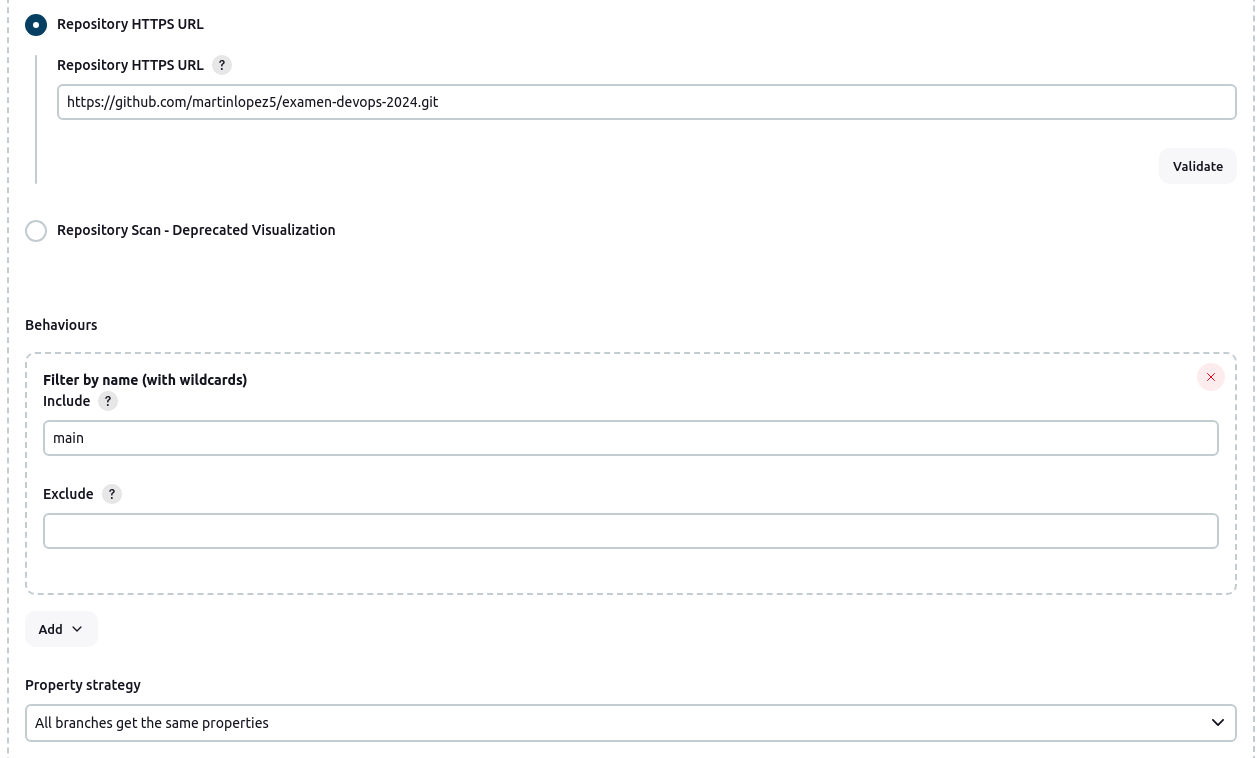 Repository HTTPS URL
Repository HTTPS URL ?
https://github.com/martinlopez5/examen-devops-2024.git
Validate
Repository Scan - Deprecated Visualization
Behaviours
Filter by name (with wildcards)
Include ?
main
Exclude ?
Add
Property strategy
All branches get the same properties